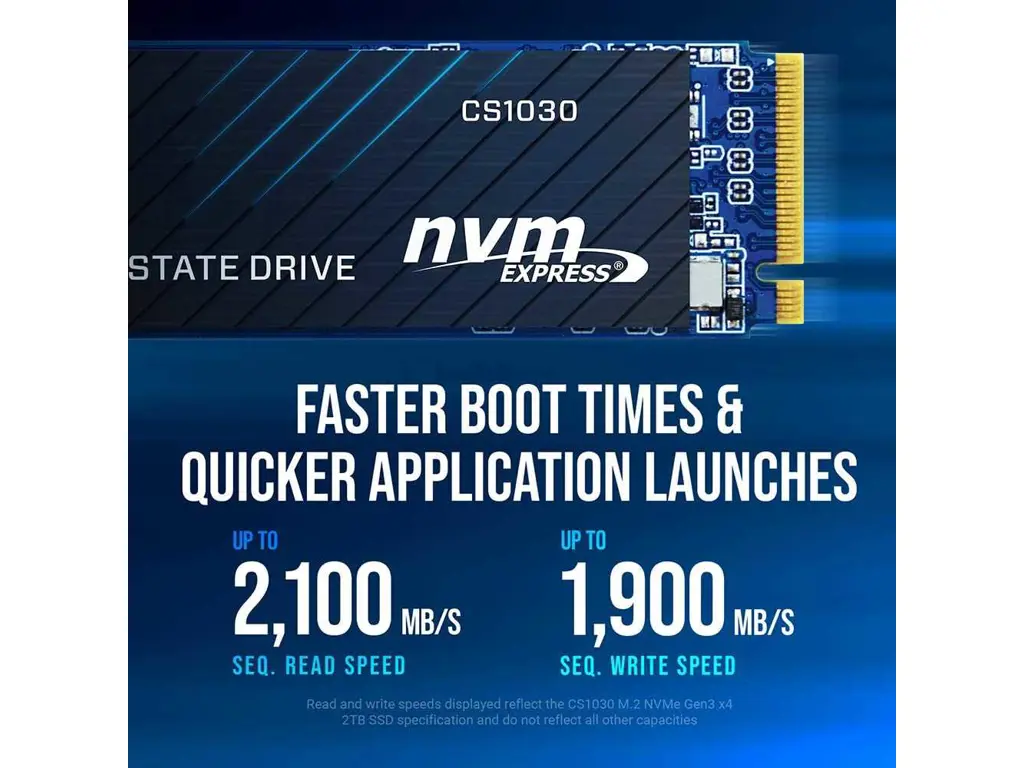 CS1030
nvm
EXPRESS®
STATE DRIVE
FASTER BOOT TIMES &
QUICKER APPLICATION LAUNCHES
UP TO
2,100 MB/S
SEQ. READ SPEED
UP TO
1,900 MB/S
SEQ. WRITE SPEED
Read and write speeds displayed reflect the CS1030 M.2 NVMe Gen3 x4
2TB SSD specification and do not reflect all other capacities